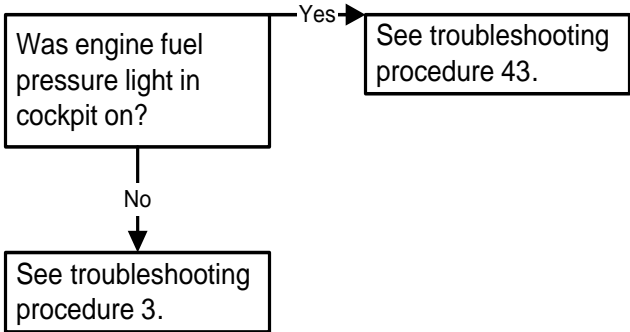 Was engine fuel
pressure light in
cockpit on?
Yes
See troubleshooting
procedure 43.
No
See troubleshooting
procedure 3.